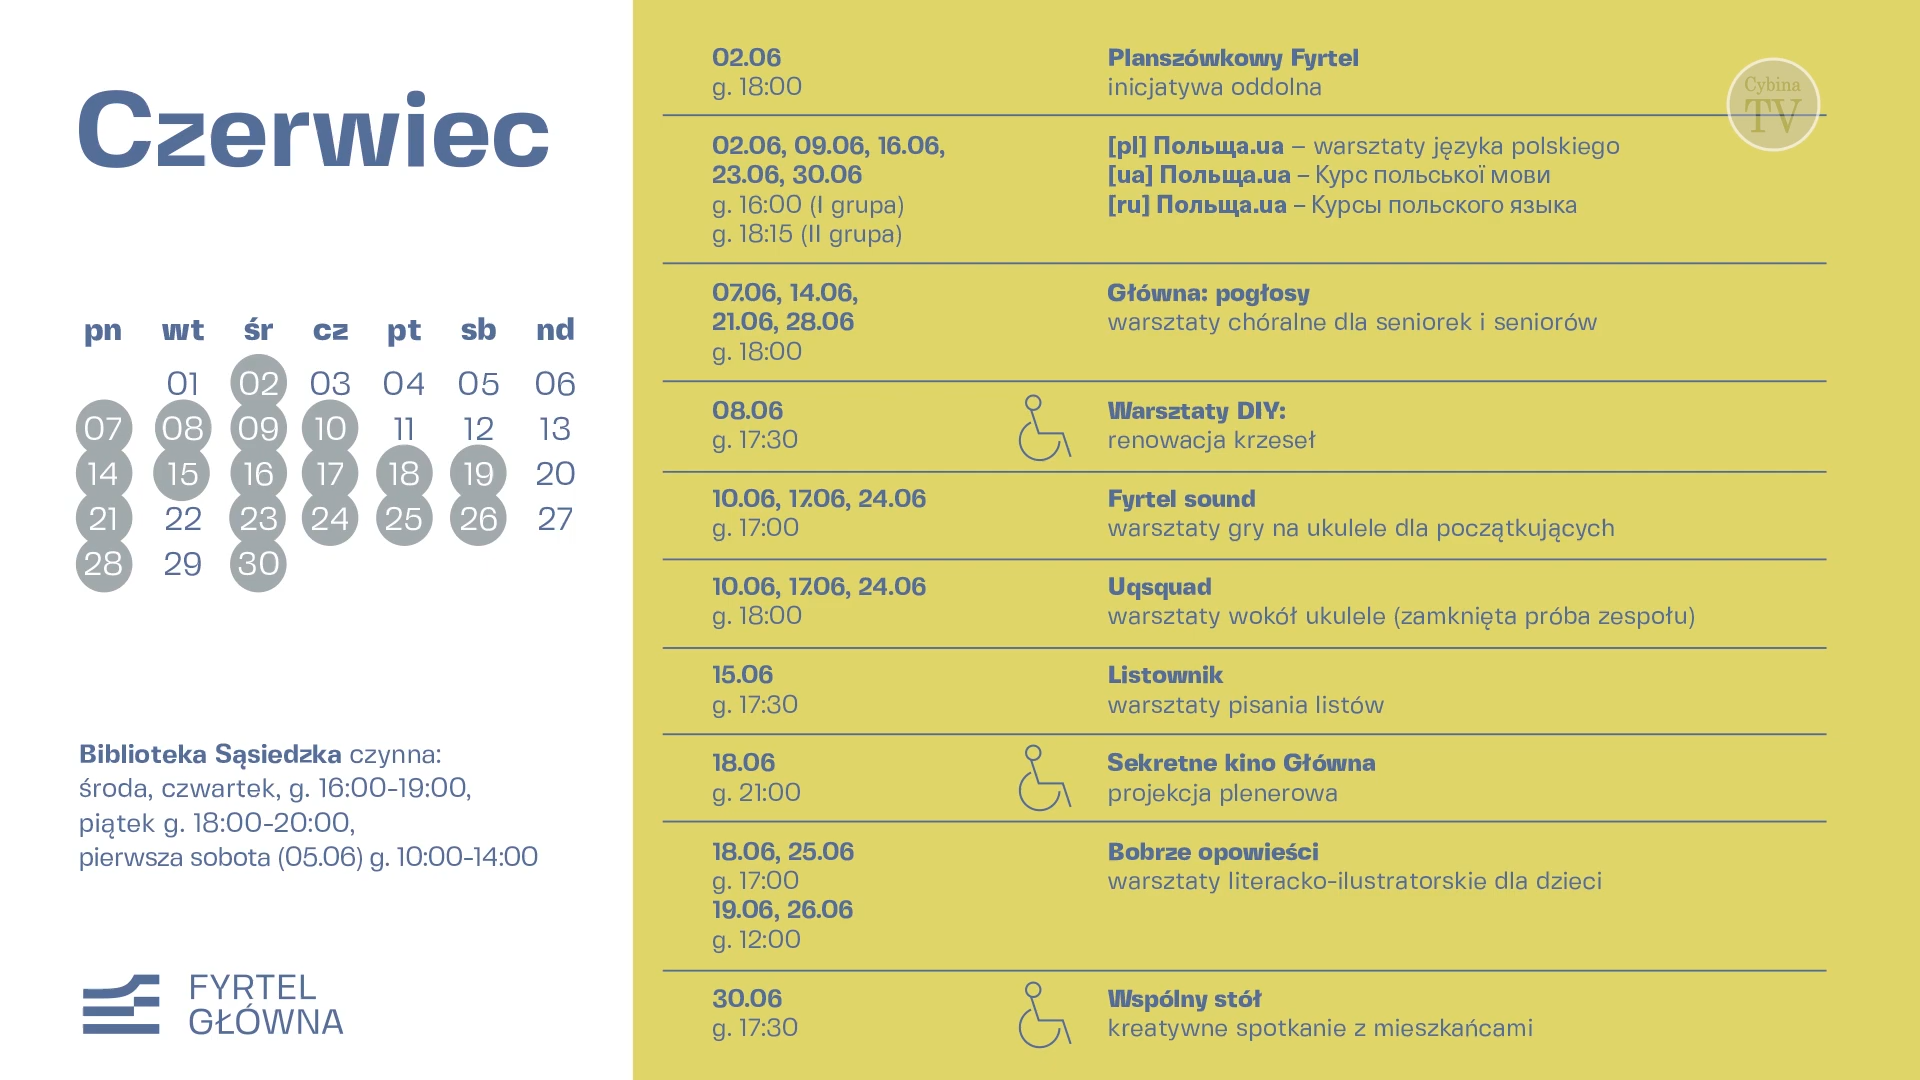 Czerwiec
pn wt śr cz pt sb nd
01 02 03 04 05 06
07 08 09 10 11 12 13
14 15 16 17 18 19 20
21 22 23 24 25 26 27
28 29 30
Biblioteka Sąsiedzka czynna:
środa, czwartek, g. 16:00-19:00,
piątek g. 18:00-20:00,
pierwsza sobota (05.06) g. 10:00-14:00
FYRTEL
GŁÓWNA
02.06
g. 18:00
Planszówkowy Fyrtel
inicjatywa oddolna
Cybina
TV
02.06, 09.06, 16.06,
23.06, 30.06
g. 16:00 (I grupa)
g. 18:15 (II grupa)
[pl] Польща.ua – warsztaty języka polskiego
[ua] Польща.ua – Курс польської мови
[ru] Польща.ua – Курсы польского языка
07.06, 14.06,
21.06, 28.06
g. 18:00
Główna: pogłosy
warsztaty chóralne dla seniorek i seniorów
08.06
g. 17:30
Warsztaty DIY:
renowacja krzeseł
10.06, 17.06, 24.06
g. 17:00
Fyrtel sound
warsztaty gry na ukulele dla początkujących
10.06, 17.06, 24.06
g. 18:00
Uqsquad
warsztaty wokół ukulele (zamknięta próba zespołu)
15.06
g. 17:30
Listownik
warsztaty pisania listów
18.06
g. 21:00
Sekretne kino Główna
projekcja plenerowa
18.06, 25.06
g. 17:00
19.06, 26.06
g. 12:00
Bobrze opowieści
warsztaty literacko-ilustratorskie dla dzieci
30.06
g. 17:30
Wspólny stół
kreatywne spotkanie z mieszkańcami